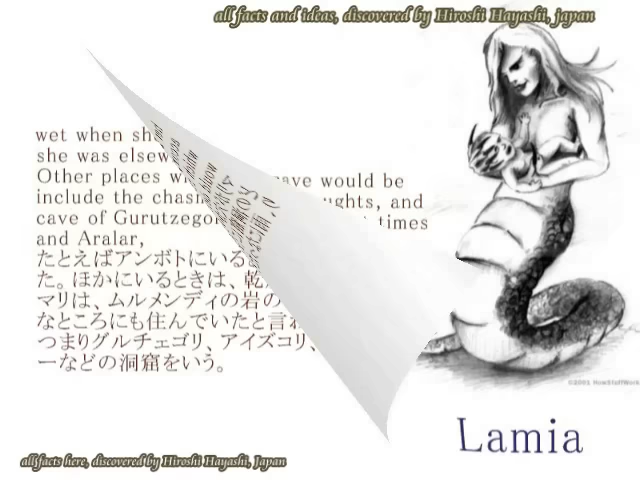 all facts and ideas, discovered by Hiroshi Hayashi, japan
wet when sh
she was elsew
Other places w ave would be
include the chas ughts, and
cave of Gurutzego times
and Aralar,
たとえばアンボトにいる
た。ほかにいるときは、乾
マリは、ムルメンディの岩の
なところにも住んでいたと言わ
つまりグルチェゴリ、アイズコリ、
ーなどの洞窟をいう。
©2001 HowStuffWork
Lamia
all facts here, discovered by Hiroshi Hayashi, Japan